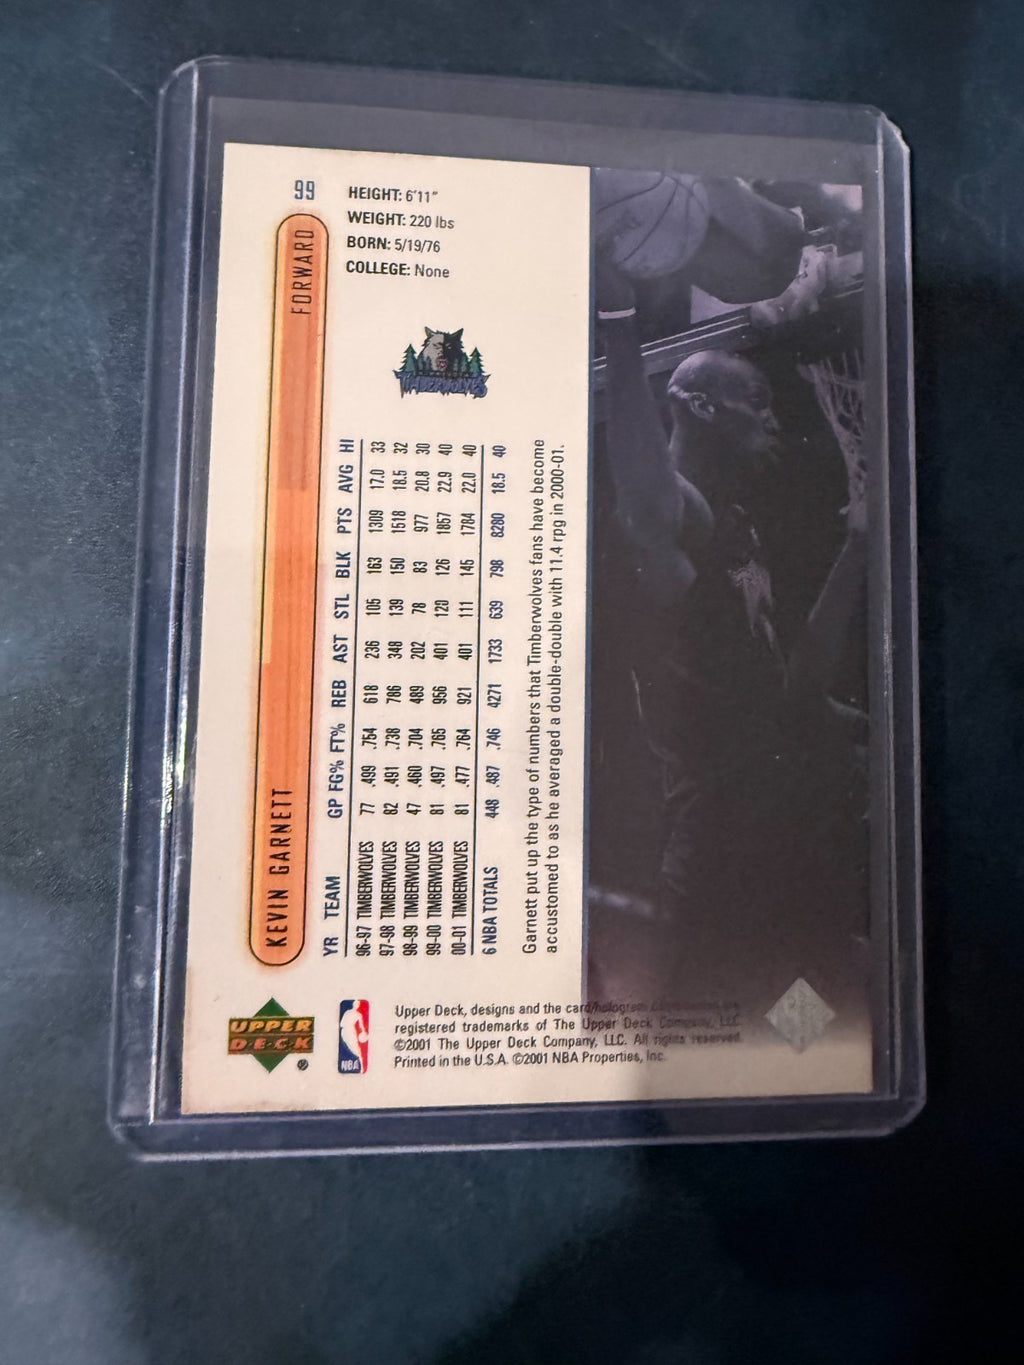 99
HEIGHT: 6'11"
WEIGHT: 220 lbs
BORN: 5/19/76
COLLEGE: None
KEVIN GARNETT FORWARD
TIMBERWOLVES
YR TEAM GP FG% FT% REB AST STL BLK PTS AVG HI
96-97 TIMBERWOLVES 77 .499 .754 618 236 105 163 1309 17.0 33
97-98 TIMBERWOLVES 82 .491 .738 786 348 139 150 1518 18.5 32
98-99 TIMBERWOLVES 47 .460 .704 489 202 78 83 977 20.8 30
99-00 TIMBERWOLVES 81 .497 .765 956 401 120 126 1857 22.9 40
00-01 TIMBERWOLVES 81 .477 .764 921 401 111 145 1784 22.0 40
6 NBA TOTALS 448 .487 .746 4271 1733 639 798 8280 18.5 40
Garnett put up the type of numbers that Timberwolves fans have become
accustomed to as he averaged a double-double with 11.4 rpg in 2000-01.
UPPER
DECK
®
NBA
Upper Deck, designs and the card/hologram combination are
registered trademarks of The Upper Deck Company, LLC.
©2001 The Upper Deck Company, LLC. All rights reserved.
Printed in the U.S.A. ©2001 NBA Properties, Inc.